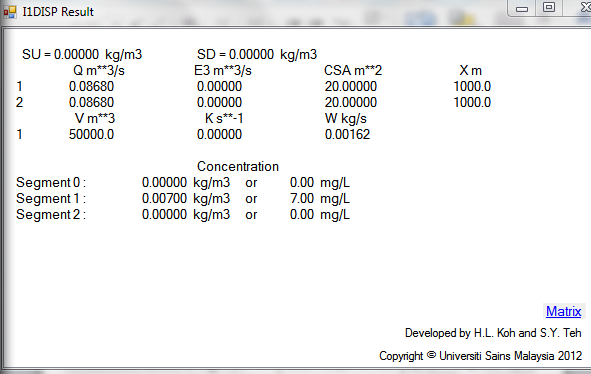 I1DISP Result
SU = 0.00000 kg/m3 SD = 0.00000 kg/m3
Q m**3/s E3 m**3/s CSA m**2 X m
1 0.08680 0.00000 20.00000 1000.0
2 0.08680 0.00000 20.00000 1000.0
V m**3 K s**-1 W kg/s
1 50000.0 0.00000 0.00162
Concentration
Segment 0 : 0.00000 kg/m3 or 0.00 mg/L
Segment 1 : 0.00700 kg/m3 or 7.00 mg/L
Segment 2 : 0.00000 kg/m3 or 0.00 mg/L
Matrix
Developed by H.L. Koh and S.Y. Teh
Copyright © Universiti Sains Malaysia 2012